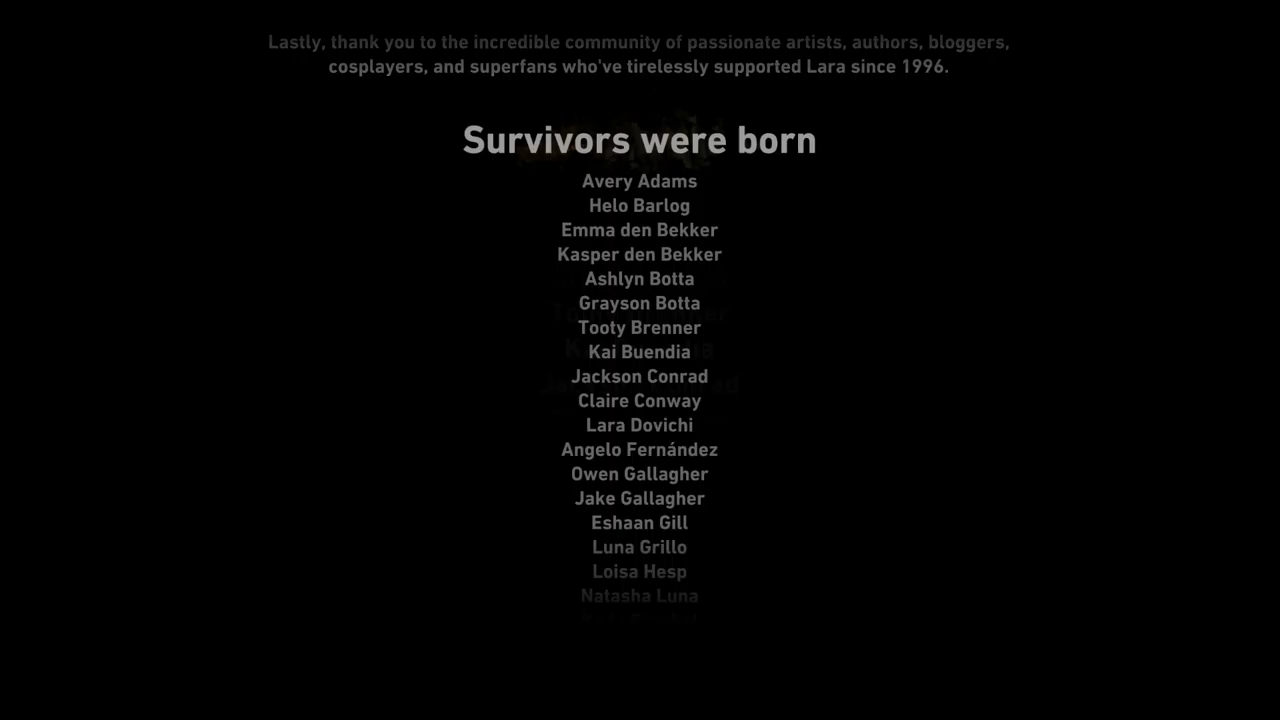 Lastly, thank you to the incredible community of passionate artists, authors, bloggers,
cosplayers, and superfans who've tirelessly supported Lara since 1996.
Survivors were born
Avery Adams
Helo Barlog
Emma den Bekker
Kasper den Bekker
Ashlyn Botta
Grayson Botta
Tooty Brenner
Kai Buendia
Jackson Conrad
Claire Conway
Lara Dovichi
Angelo Fernández
Owen Gallagher
Jake Gallagher
Eshaan Gill
Luna Grillo
Loisa Hesp
Natasha Luna